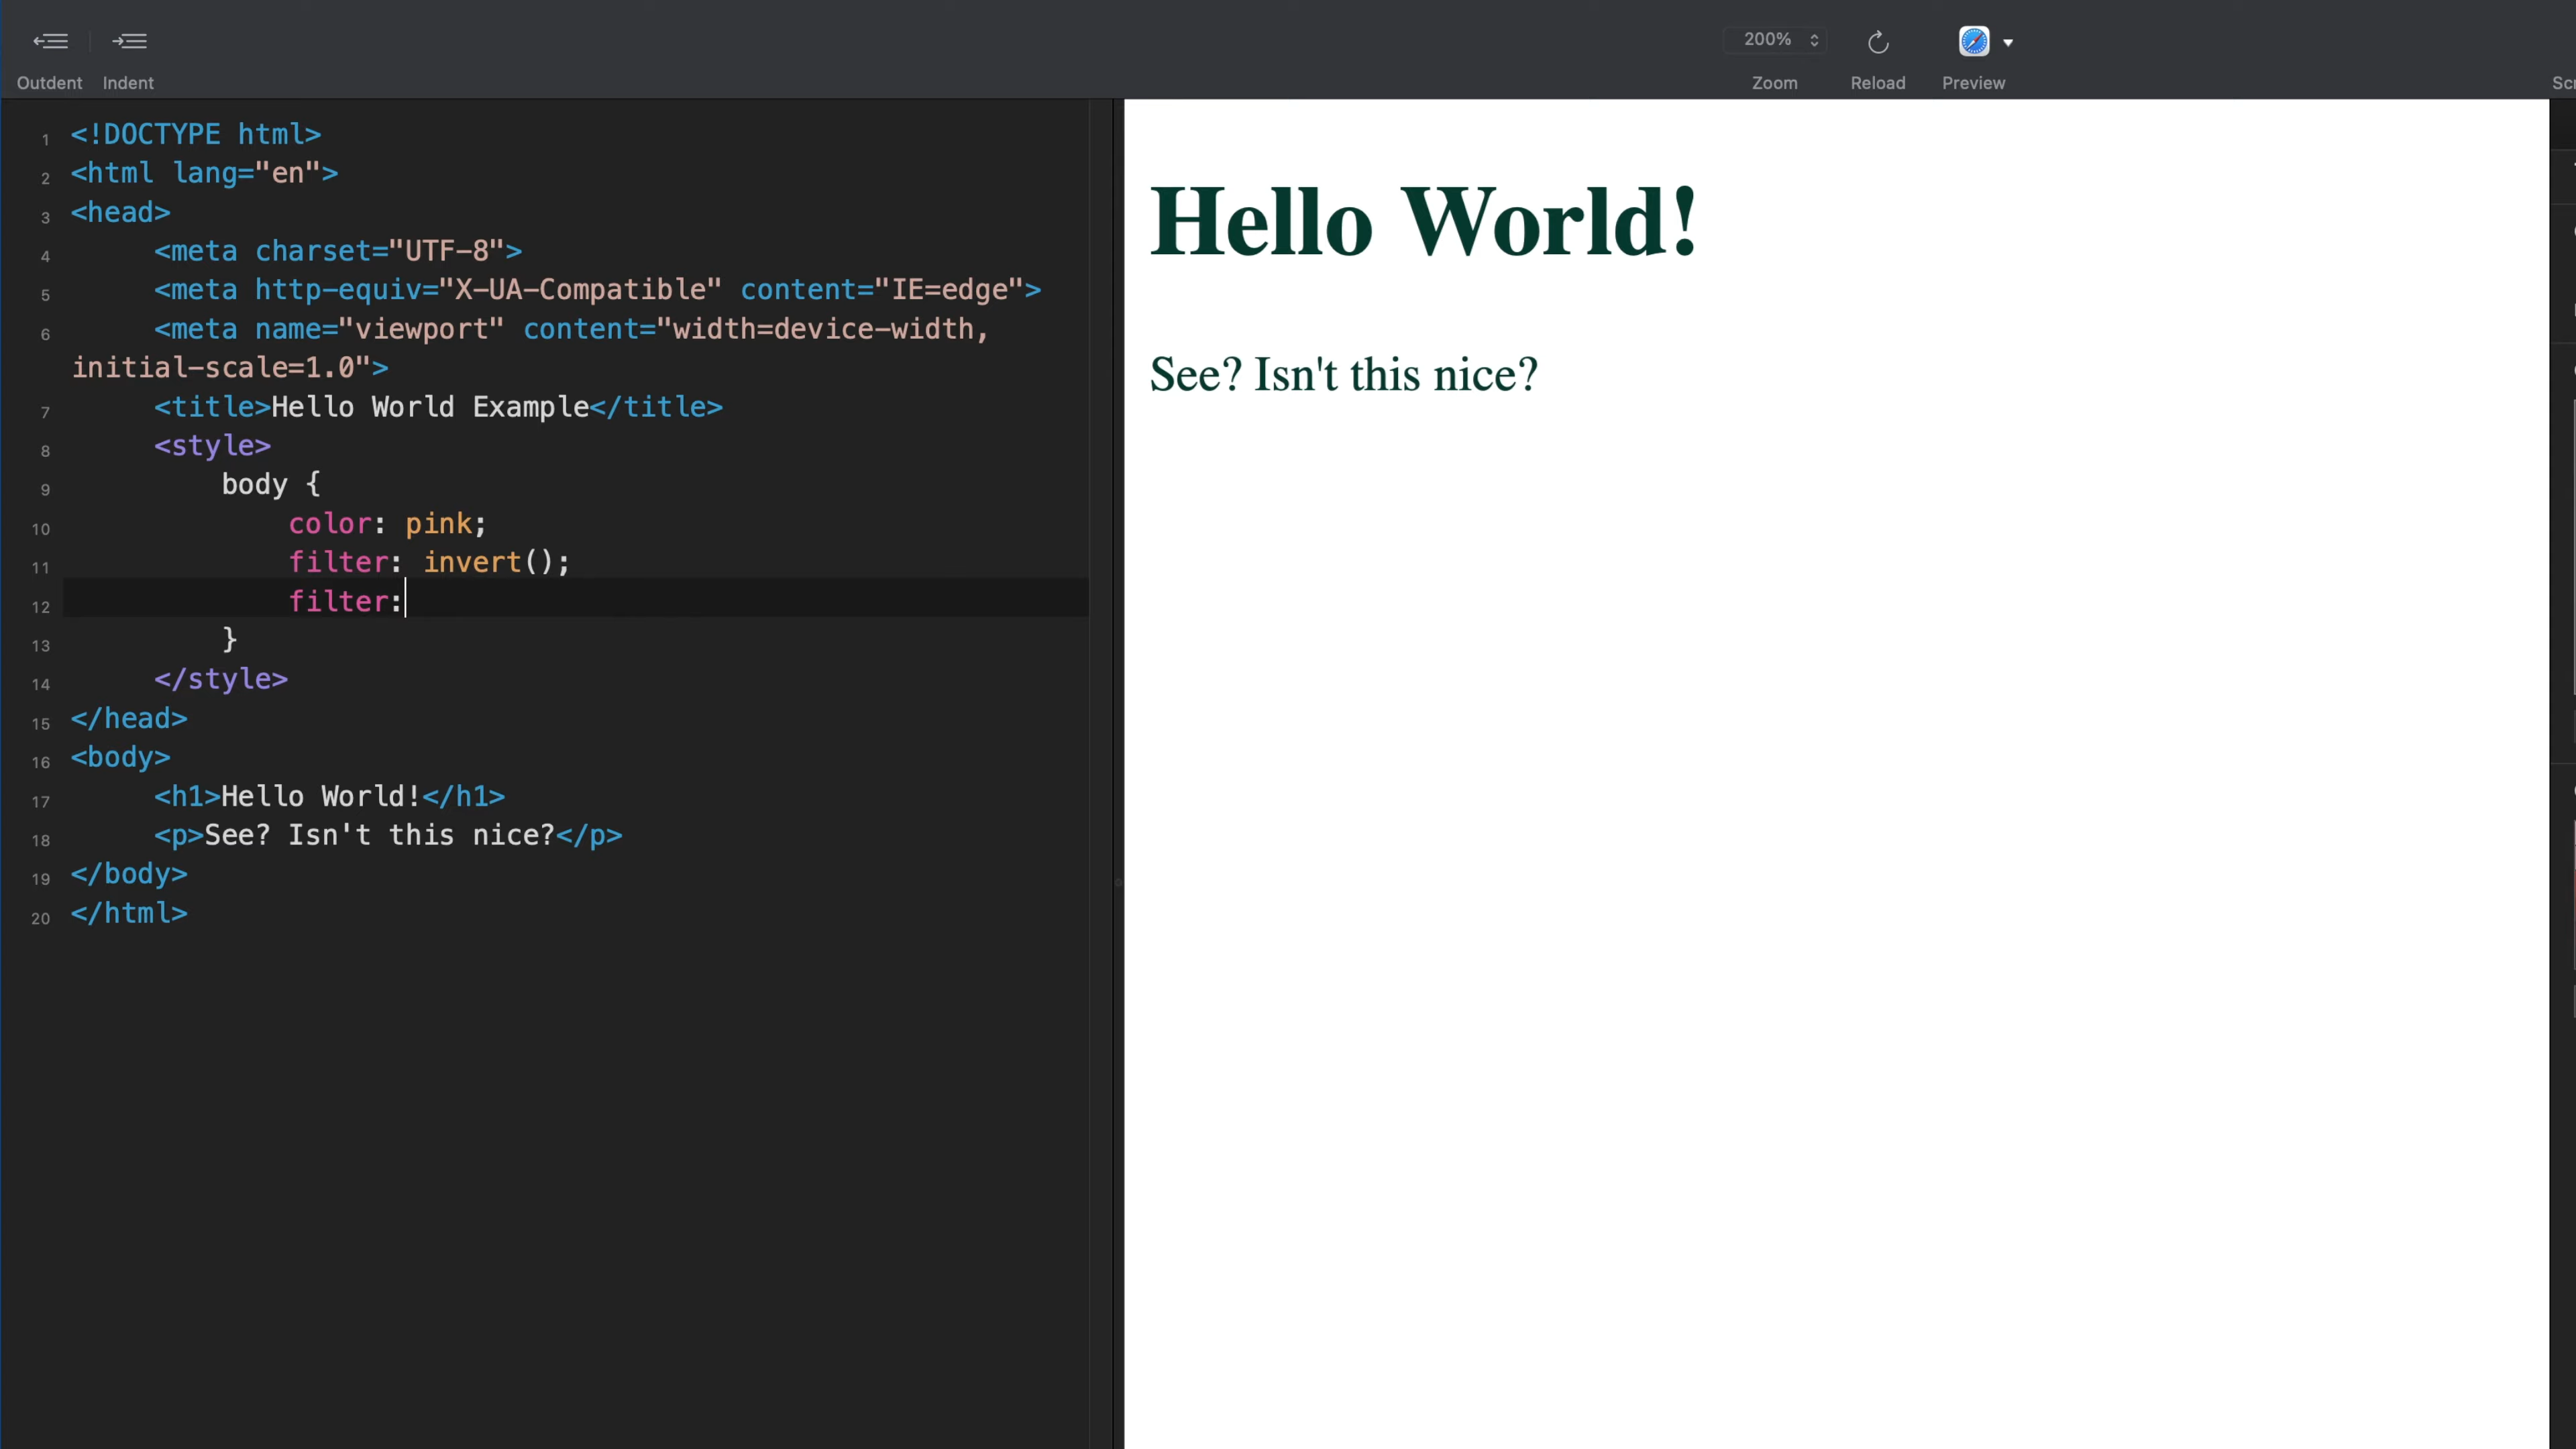 200%
Outdent Indent Zoom Reload Preview
1 <!DOCTYPE html>
2 <html lang="en">
3 <head>
4 <meta charset="UTF-8">
5 <meta http-equiv="X-UA-Compatible" content="IE=edge">
6 <meta name="viewport" content="width=device-width,
initial-scale=1.0">
7 <title>Hello World Example</title>
8 <style>
9 body {
10 color: pink;
11 filter: invert();
12 filter:
13 }
14 </style>
15 </head>
16 <body>
17 <h1>Hello World!</h1>
18 <p>See? Isn't this nice?</p>
19 </body>
20 </html>
Hello World!
See? Isn't this nice?